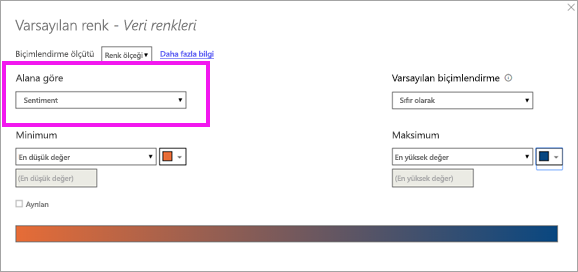 Varsayılan renk - Veri renkleri
Biçimlendirme ölçütü Renk ölçeği Daha fazla bilgi
Alana göre Varsayılan biçimlendirme
Sentiment Sıfır olarak
Minimum Maksimum
En düşük değer En yüksek değer
(En düşük değer) (En yüksek değer)
Ayrılan